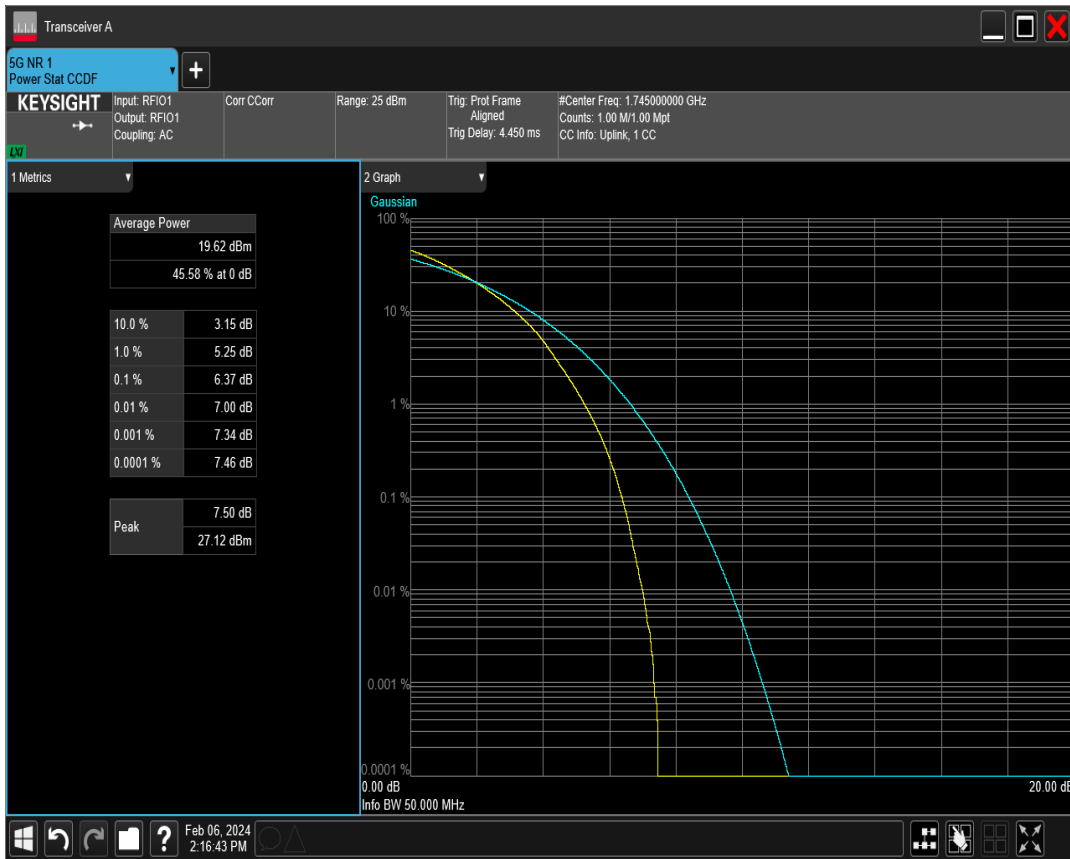 Transceiver A
5G NR 1
Power Stat CCDF
+
KEYSIGHT
LXI
Input: RFIO1
Output: RFIO1
Coupling: AC
Corr CCorr
Range: 25 dBm
Trig: Prot Frame
Aligned
Trig Delay: 4.450 ms
#Center Freq: 1.745000000 GHz
Counts: 1.00 M/1.00 Mpt
CC Info: Uplink, 1 CC
1 Metrics
Average Power
19.62 dBm
45.58 % at 0 dB
10.0 % 3.15 dB
1.0 % 5.25 dB
0.1 % 6.37 dB
0.01 % 7.00 dB
0.001 % 7.34 dB
0.0001 % 7.46 dB
Peak 7.50 dB
27.12 dBm
2 Graph
Gaussian
100 %
10 %
1 %
0.1 %
0.01 %
0.001 %
0.0001 %
0.00 dB 20.00 dB
Info BW 50.000 MHz
?
Feb 06, 2024
2:16:43 PM